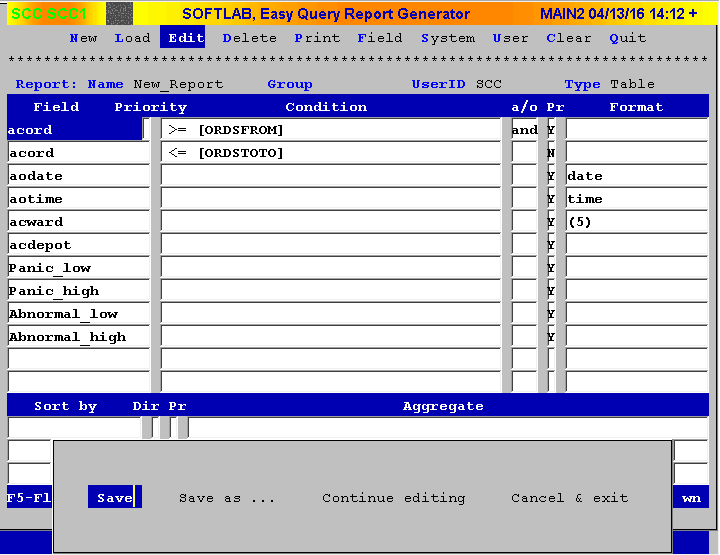 SCC SCC1 SOFTLAB, Easy Query Report Generator MAIN2 04/13/16 14:12 +
New Load Edit Delete Print Field System User Clear Quit
**********************************************************************
Report: Name New_Report Group UserID SCC Type Table
Field Priority Condition a/o Pr Format
acord >= [ORDSFROM] and Y
acord <= [ORDSTOTO] N
aodate Y date
aotime Y time
acward Y (5)
acdepot Y
Panic_low Y
Panic_high Y
Abnormal_low Y
Abnormal_high Y
Sort by Dir Pr Aggregate
F5-Fl Save Save as ... Continue editing Cancel & exit wn